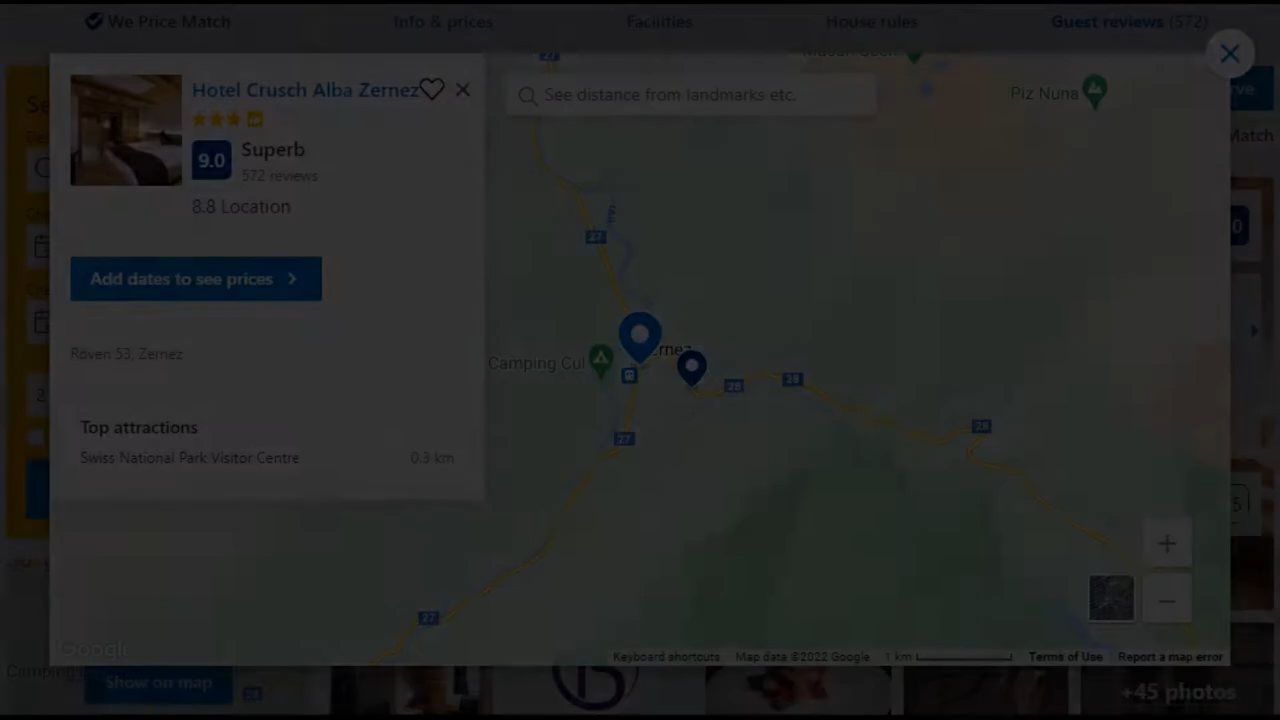 We Price Match
Info & prices
Facilities
House rules
Guest reviews (572)
Hotel Crusch Alba Zernez
9.0
Superb
572 reviews
8.8 Location
Add dates to see prices
Roven 53, Zernez
Top attractions
Swiss National Park Visitor Centre
0.3 km
See distance from landmarks etc.
Piz Nuna
27
27
Camping Cul
28
28
27
28
27
Google
Keyboard shortcuts
Map data ©2022 Google
1 km
Terms of Use
Report a map error
Match
2
Camping
Show on map
+45 photos